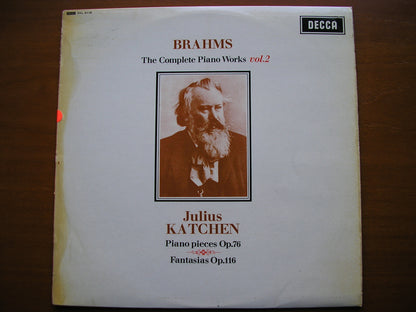 DECCA
BRAHMS
The Complete Piano Works vol.2
Julius
KATCHEN
Piano pieces Op.76
Fantasias Op.116